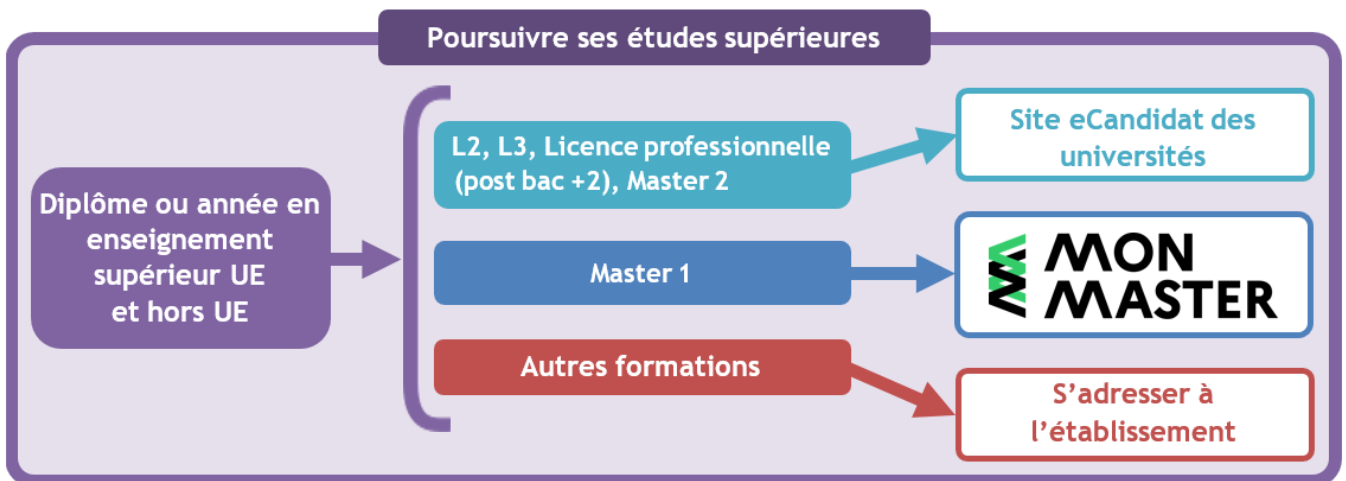 Poursuivre ses études supérieures
Diplôme ou année en
enseignement
supérieur UE
et hors UE
L2, L3, Licence professionnelle
(post bac +2), Master 2
Site eCandidat des
universités
Master 1
MON
MASTER
Autres formations
S’adresser à
l’établissement